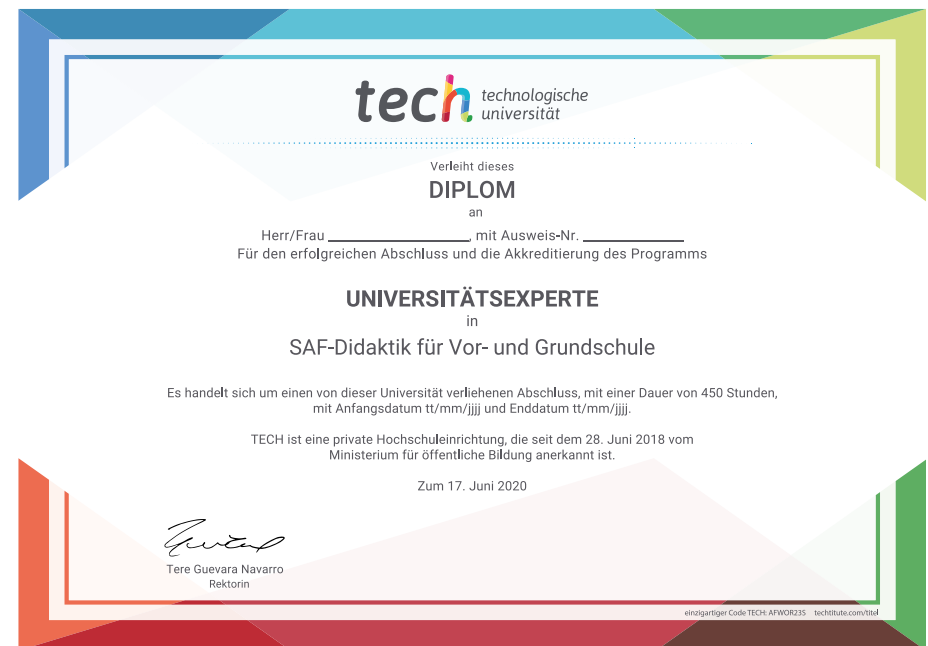 tech technologische
universität
Verleiht dieses
DIPLOM
an
Herr/Frau ____________________, mit Ausweis-Nr. ______________
Für den erfolgreichen Abschluss und die Akkreditierung des Programms
UNIVERSITÄTSEXPERTE
in
SAF-Didaktik für Vor- und Grundschule
Es handelt sich um einen von dieser Universität verliehenen Abschluss, mit einer Dauer von 450 Stunden,
mit Anfangsdatum tt/mm/jjjj und Enddatum tt/mm/jjjj.
TECH ist eine private Hochschuleinrichtung, die seit dem 28. Juni 2018 vom
Ministerium für öffentliche Bildung anerkannt ist.
Zum 17. Juni 2020
Tere Guevara Navarro
Rektorin
einzigartiger Code TECH: AFWOR23S techtitute.com/titel